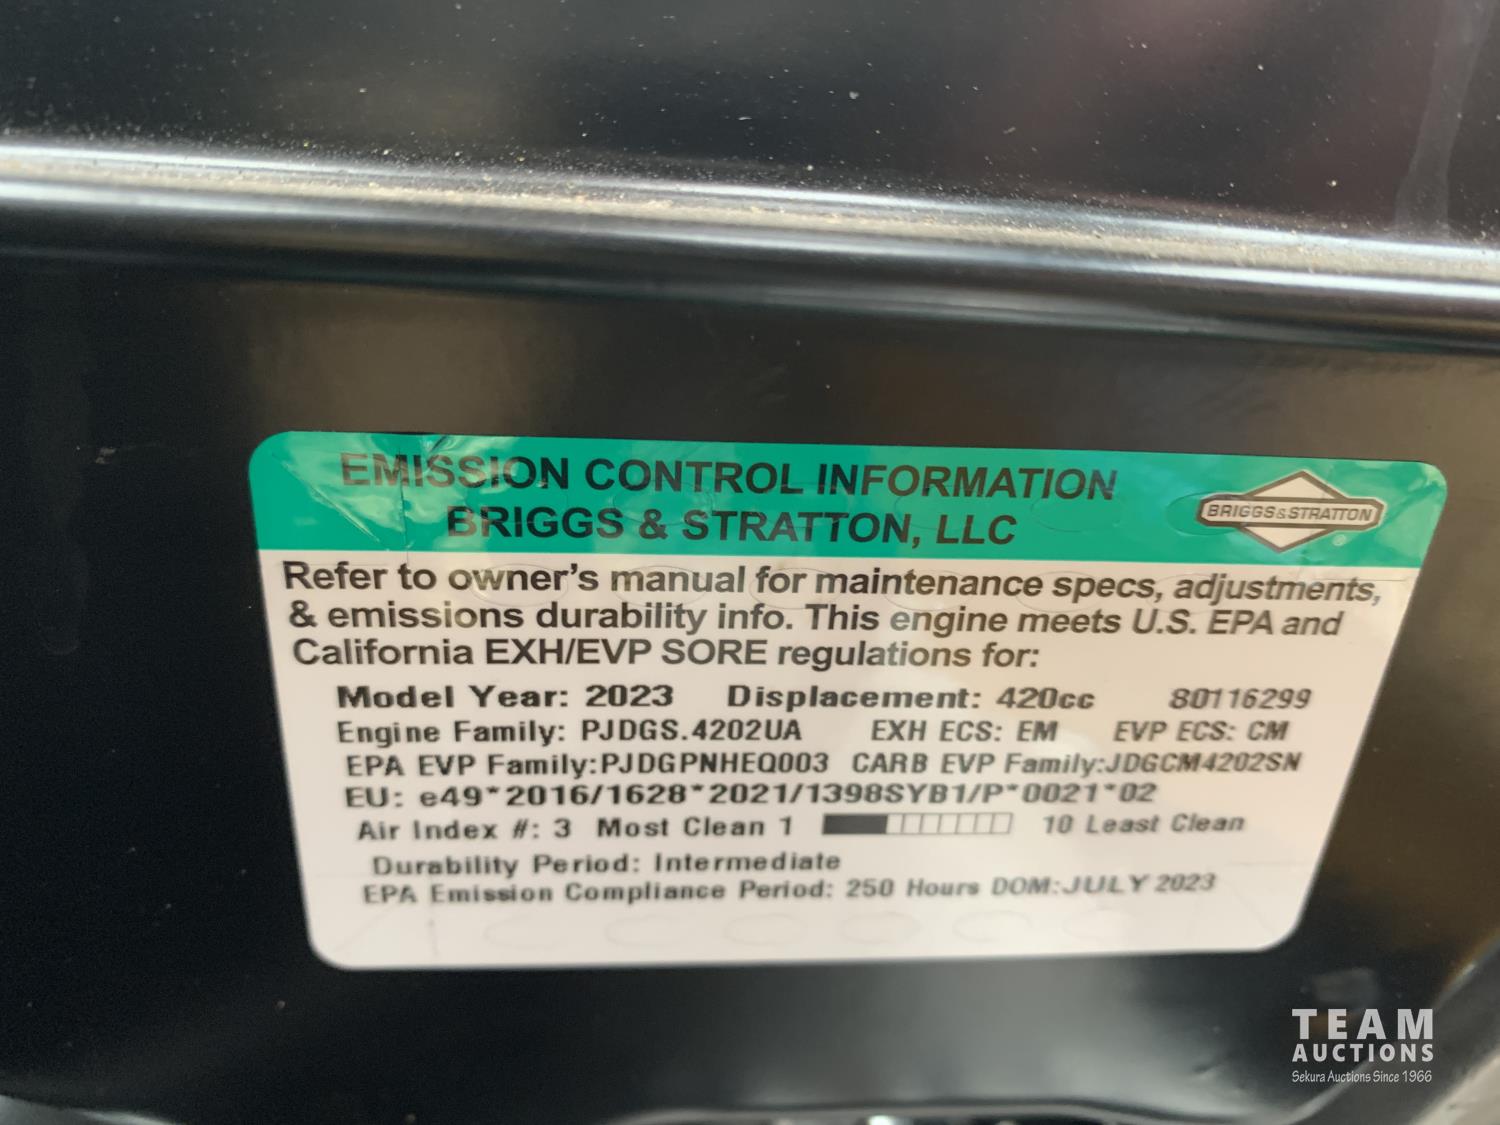 EMISSION CONTROL INFORMATION
BRIGGS & STRATTON, LLC
BRIGGS&STRATTON
®
Refer to owner's manual for maintenance specs, adjustments,
& emissions durability info. This engine meets U.S. EPA and
California EXH/EVP SORE regulations for:
Model Year: 2023 Displacement: 420cc 80116299
Engine Family: PJDGS.4202UA EXH ECS: EM EVP ECS: CM
EPA EVP Family:PJDGPNHEQ003 CARB EVP Family:JDGCM4202SN
EU: e49*2016/1628*2021/1398SYB1/P*0021*02
Air Index #: 3 Most Clean 1 10 Least Clean
Durability Period: Intermediate
EPA Emission Compliance Period: 250 Hours DOM:JULY 2023
TEAM
AUCTIONS
Sekura Auctions Since 1966